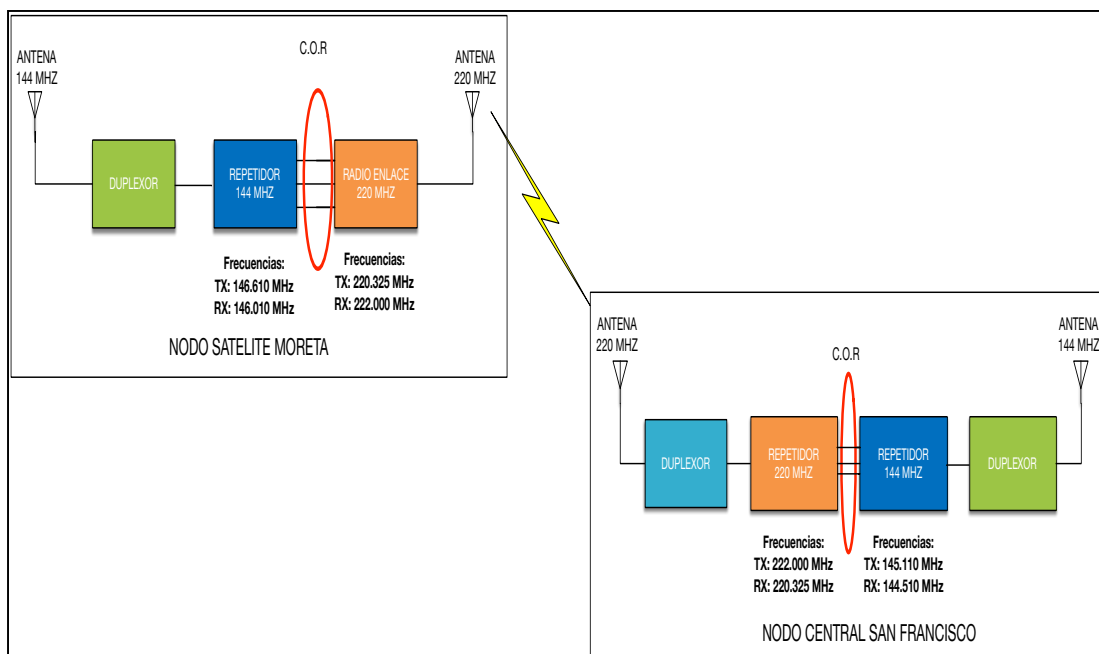 C.O.R
ANTENA
144 MHZ
ANTENA
220 MHZ
DUPLEXOR
REPETIDOR
144 MHZ
RADIO ENLACE
220 MHZ
Frecuencias:
TX: 146.610 MHz
RX: 146.010 MHz
Frecuencias:
TX: 220.325 MHz
RX: 222.000 MHz
NODO SATELITE MORETA
ANTENA
220 MHZ
C.O.R
ANTENA
144 MHZ
DUPLEXOR
REPETIDOR
220 MHZ
REPETIDOR
144 MHZ
DUPLEXOR
Frecuencias:
TX: 222.000 MHz
RX: 220.325 MHz
Frecuencias:
TX: 145.110 MHz
RX: 144.510 MHz
NODO CENTRAL SAN FRANCISCO